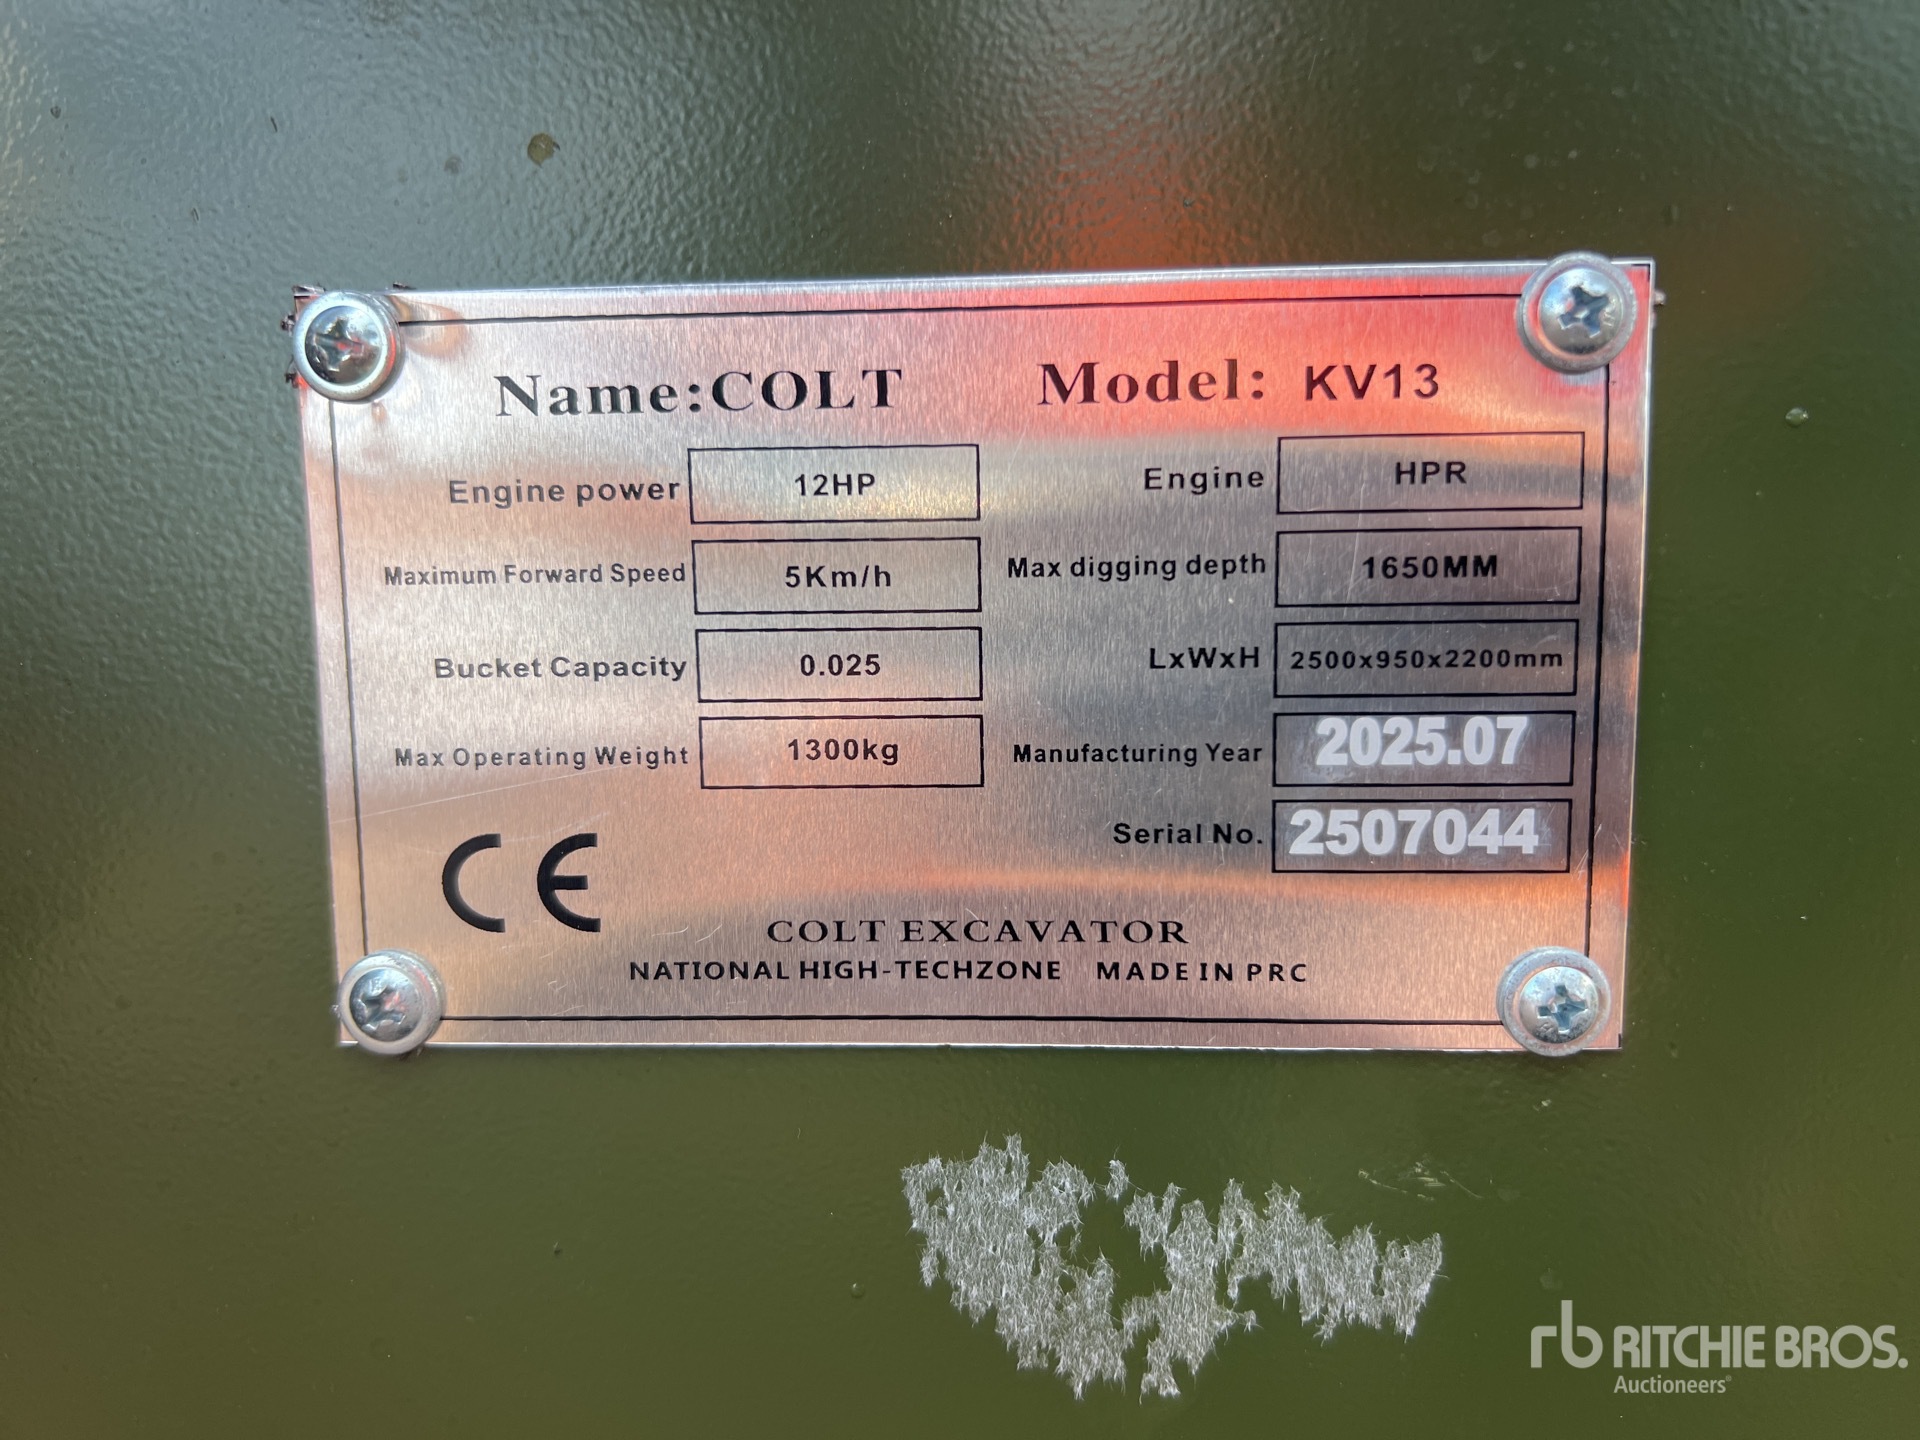 Name:COLT Model: KV13
Engine power 12HP Engine HPR
Maximum Forward Speed 5Km/h Max digging depth 1650MM
Bucket Capacity 0.025 LxWxH 2500x950x2200mm
Max Operating Weight 1300kg Manufacturing Year 2025.07
Serial No. 2507044
CE
COLT EXCAVATOR
NATIONAL HIGH-TECHZONE MADE IN PRC
rb RITCHIE BROS.
Auctioneers